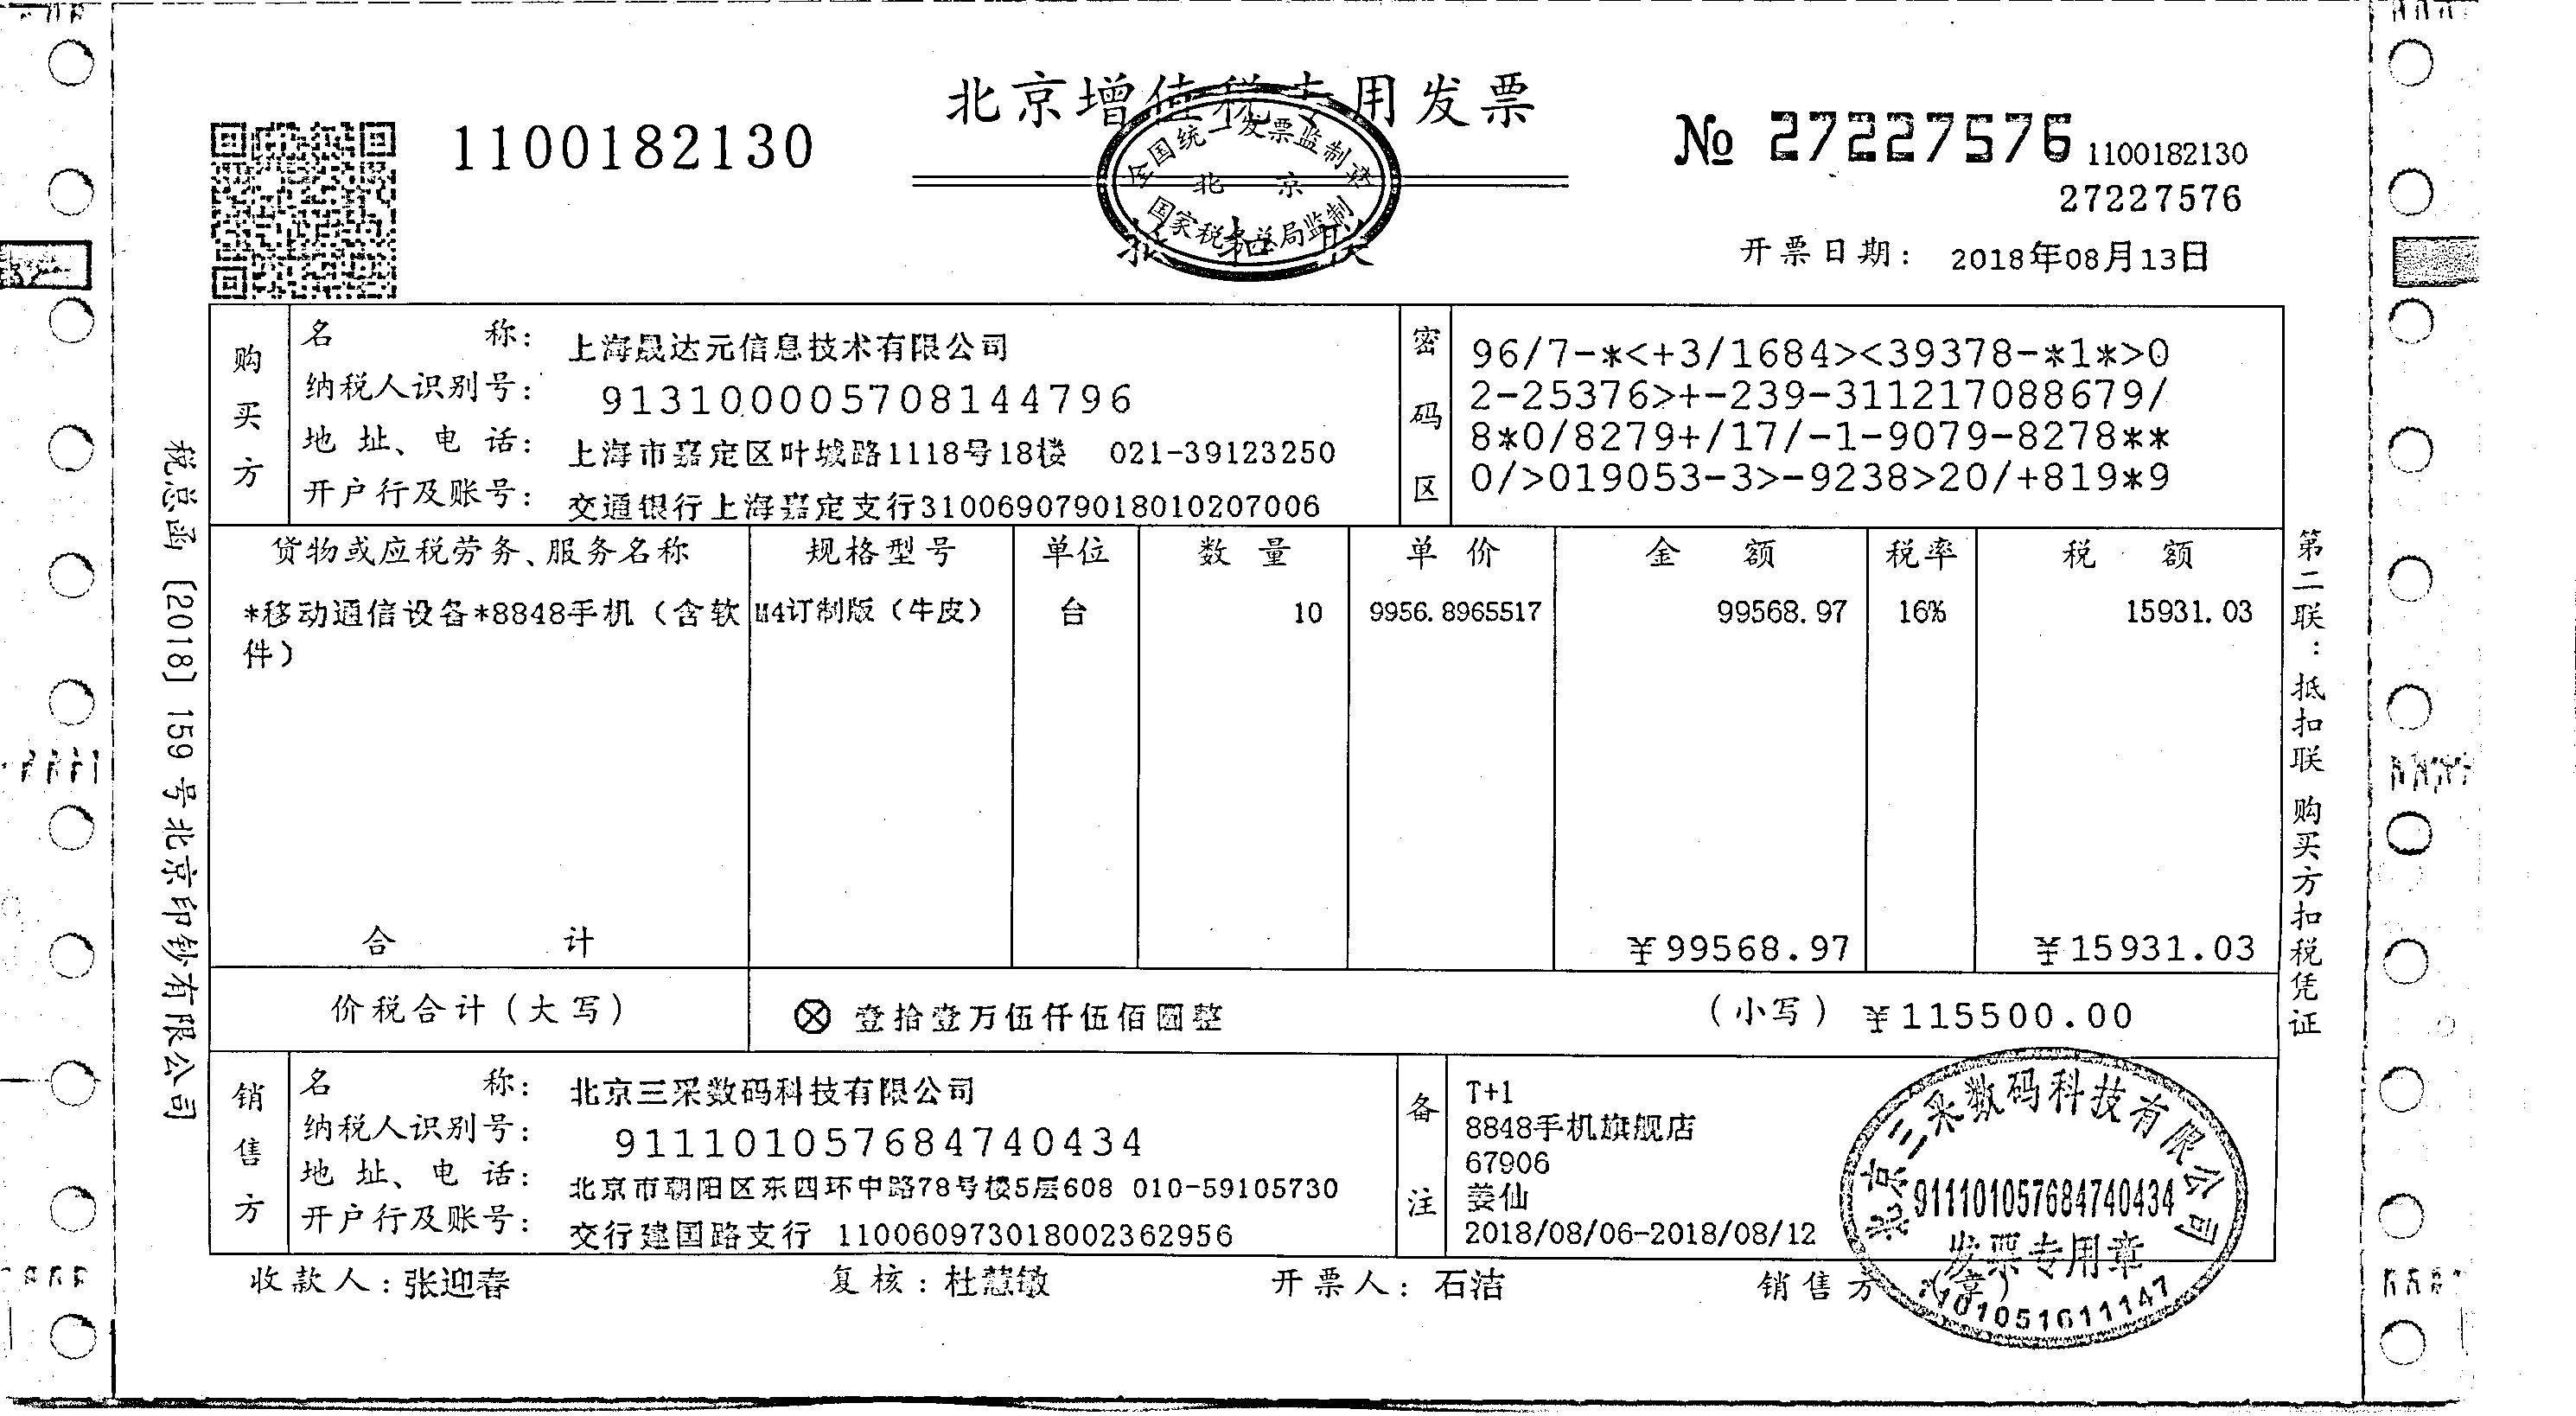 北京增值税专用发票
1100182130
№ 27227576 1100182130
27227576
全国统一发票监制章
北京
国家税务总局监制
抵扣联
开票日期： 2018年08月13日
购买方
名称： 上海晟达元信息技术有限公司
纳税人识别号： 913100005708144796
地址、电话： 上海市嘉定区叶城路1118号18楼 021-39123250
开户行及账号： 交通银行上海嘉定支行310069079018010207006
密码区
96/7-*<+3/1684><39378-*1*>0
2-25376>+-239-311217088679/
8*0/8279+/17/-1-9079-8278**
0/>019053-3>-9238>20/+819*9
货物或应税劳务、服务名称 规格型号 单位 数量 单价 金额 税率 税额
*移动通信设备*8848手机（含软 M4订制版（牛皮） 台 10 9956.8965517 99568.97 16% 15931.03
件）
合计 ¥99568.97 ¥15931.03
价税合计（大写） ⊗ 壹拾壹万伍仟伍佰圆整 （小写） ¥115500.00
销售方
名称： 北京三采数码科技有限公司
纳税人识别号： 911101057684740434
地址、电话： 北京市朝阳区东四环中路78号楼5层608 010-59105730
开户行及账号： 交行建国路支行 110060973018002362956
备注
T+1
8848手机旗舰店
67906
姜仙
2018/08/06-2018/08/12
北京三采数码科技有限公司
911101057684740434
发票专用章
1101051611147
收款人：张迎春 复核：杜慧敏 开票人：石洁 销售方：（章）
税总函〔2018〕159号北京印钞有限公司
第二联：抵扣联 购买方扣税凭证